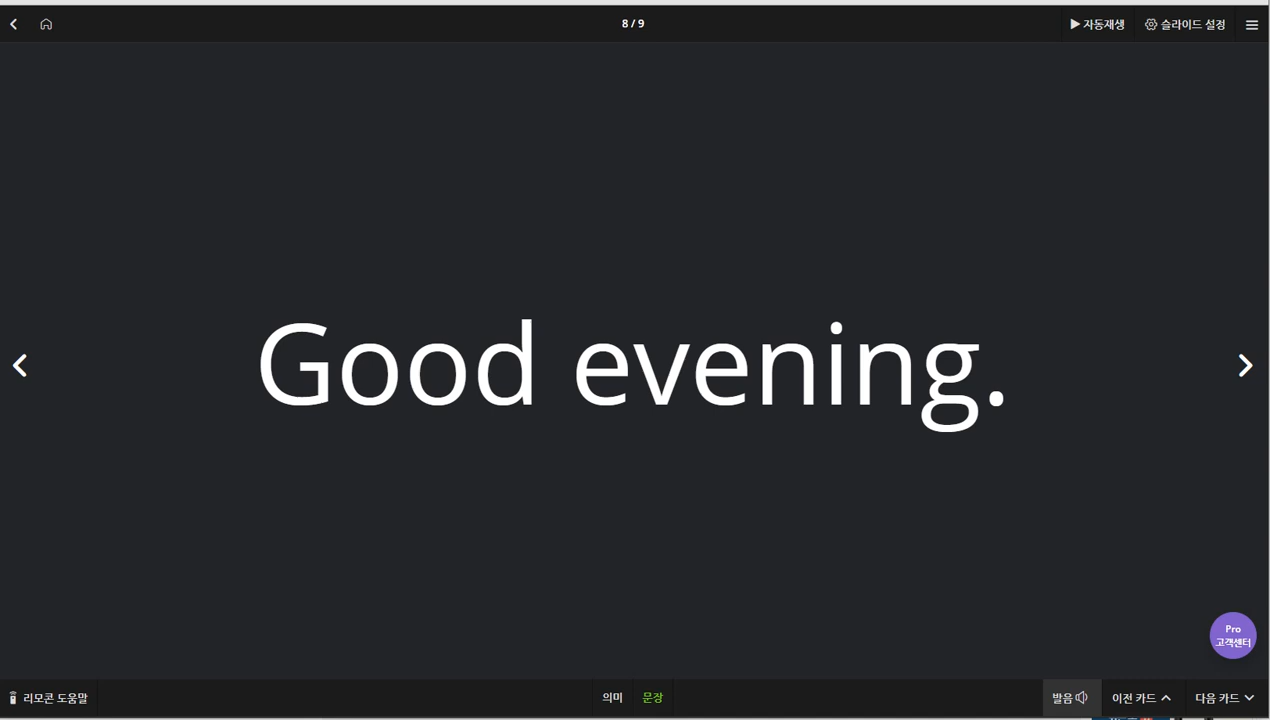 8 / 9
자동재생
슬라이드 설정
Good evening.
Pro
고객센터
리모콘 도움말
의미
문장
발음
이전 카드
다음 카드